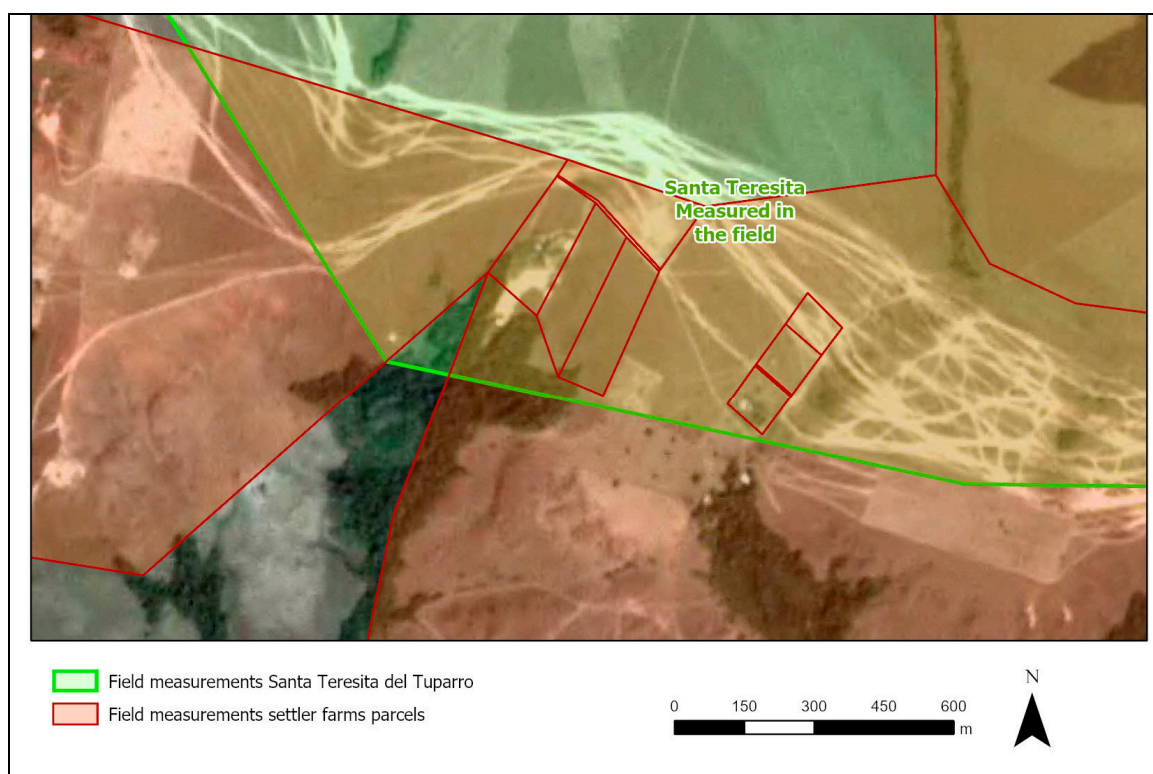 Santa Teresita
Measured in
the field
Field measurements Santa Teresita del Tuparro
Field measurements settler farms parcels
0 150 300 450 600
m
N